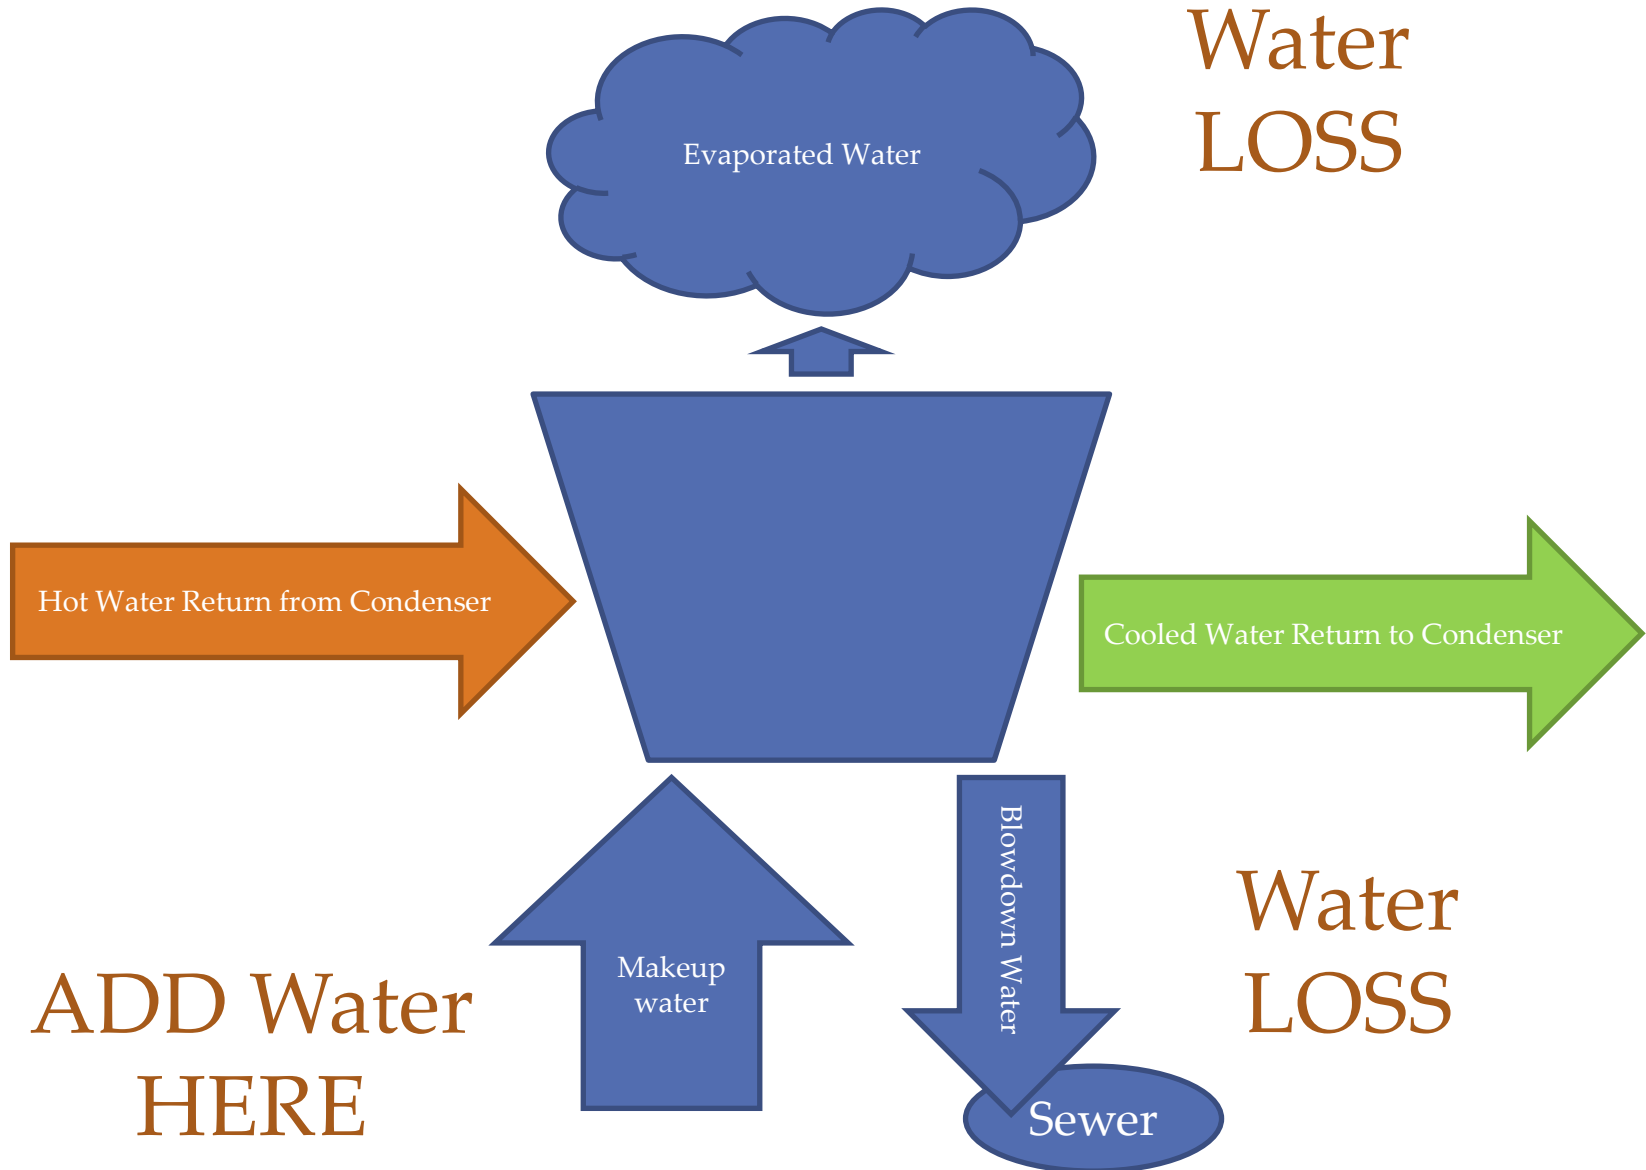 Water
LOSS
Evaporated Water
Hot Water Return from Condenser
Cooled Water Return to Condenser
Blowdown Water
Makeup
water
Water
LOSS
ADD Water
HERE
Sewer